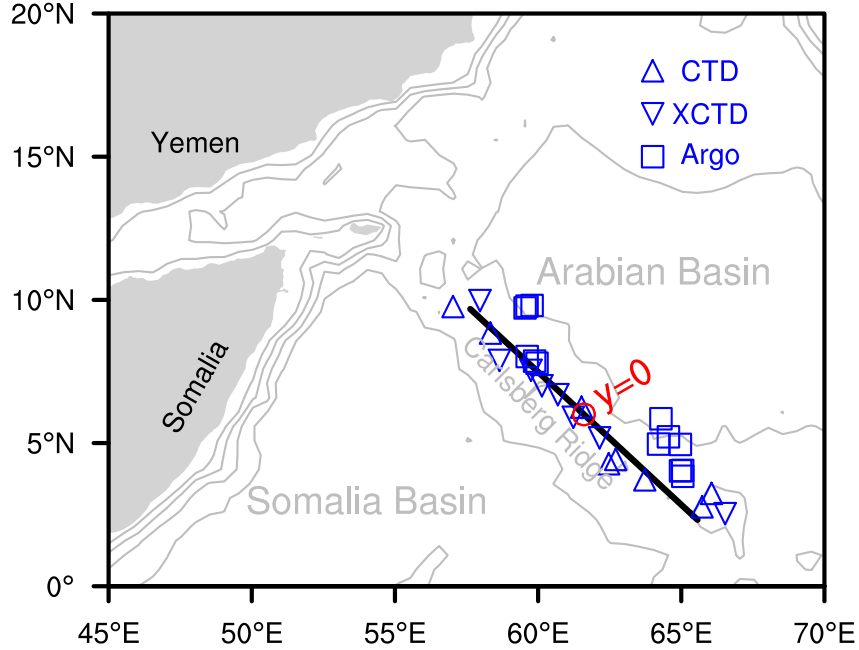 20°N
CTD
XCTD
Yemen
15°N
Argo
Arabian Basin
10°N
Somalia
Carlsberg Ridge
y=0
5°N
Somalia Basin
0°
45°E 50°E 55°E 60°E 65°E 70°E